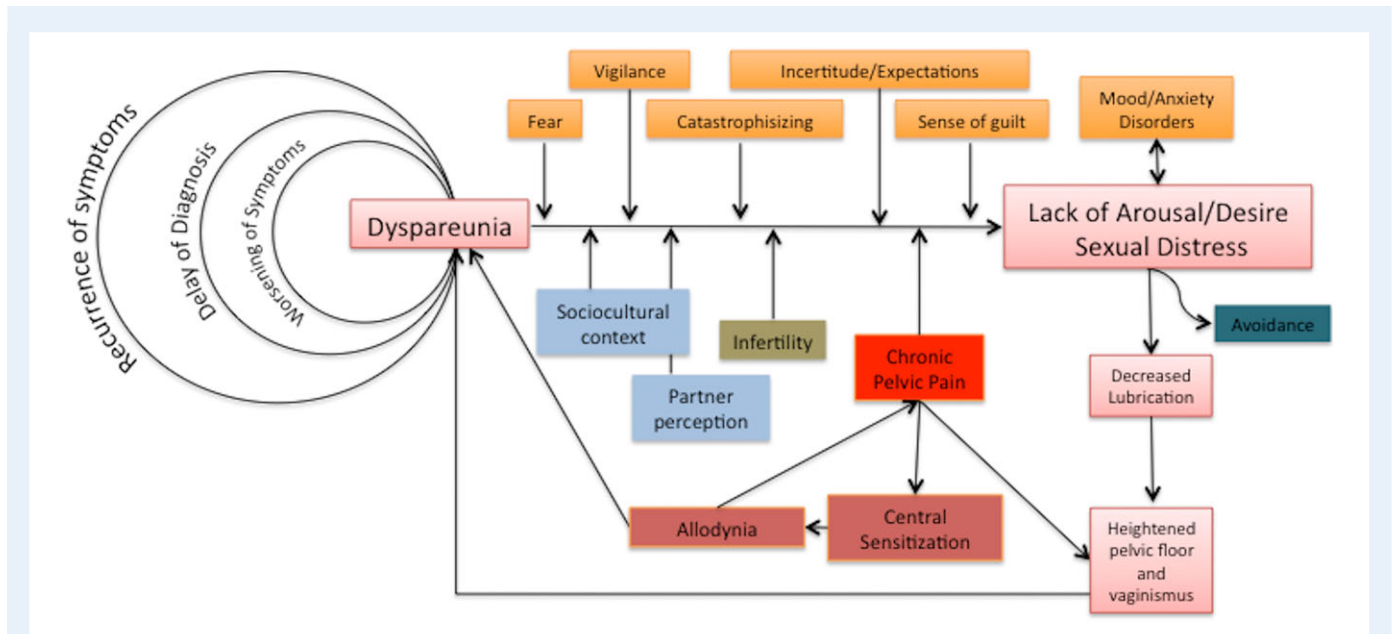 Vigilance
Incertitude/Expectations
Mood/Anxiety
Disorders
Fear
Catastrophisizing
Sense of guilt
Recurrence of symptoms
Delay of Diagnosis
Worsening of Symptoms
Dyspareunia
Lack of Arousal/Desire
Sexual Distress
Sociocultural
context
Infertility
Avoidance
Chronic
Pelvic Pain
Partner
perception
Decreased
Lubrication
Allodynia
Central
Sensitization
Heightened
pelvic floor
and
vaginismus